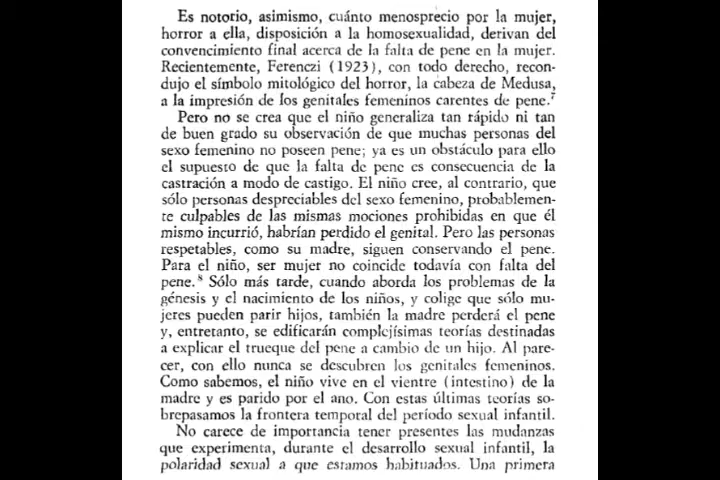 Es notorio, asimismo, cuánto menosprecio por la mujer,
horror a ella, disposición a la homosexualidad, derivan del
convencimiento final acerca de la falta de pene en la mujer.
Recientemente, Ferenczi (1923), con todo derecho, recon-
dujo el símbolo mitológico del horror, la cabeza de Medusa,
a la impresión de los genitales femeninos carentes de pene.⁷
Pero no se crea que el niño generaliza tan rápido ni tan
de buen grado su observación de que muchas personas del
sexo femenino no poseen pene; ya es un obstáculo para ello
el supuesto de que la falta de pene es consecuencia de la
castración a modo de castigo. El niño cree, al contrario, que
sólo personas despreciables del sexo femenino, probablemen-
te culpables de las mismas mociones prohibidas en que él
mismo incurrió, habrían perdido el genital. Pero las personas
respetables, como su madre, siguen conservando el pene.
Para el niño, ser mujer no coincide todavía con falta del
pene.⁸ Sólo más tarde, cuando aborda los problemas de la
génesis y el nacimiento de los niños, y colige que sólo mu-
jeres pueden parir hijos, también la madre perderá el pene
y, entretanto, se edificarán complejísimas teorías destinadas
a explicar el trueque del pene a cambio de un hijo. Al pare-
cer, con ello nunca se descubren los genitales femeninos.
Como sabemos, el niño vive en el vientre (intestino) de la
madre y es parido por el ano. Con estas últimas teorías so-
brepasamos la frontera temporal del período sexual infantil.
No carece de importancia tener presentes las mudanzas
que experimenta, durante el desarrollo sexual infantil, la
polaridad sexual a que estamos habituados. Una primera